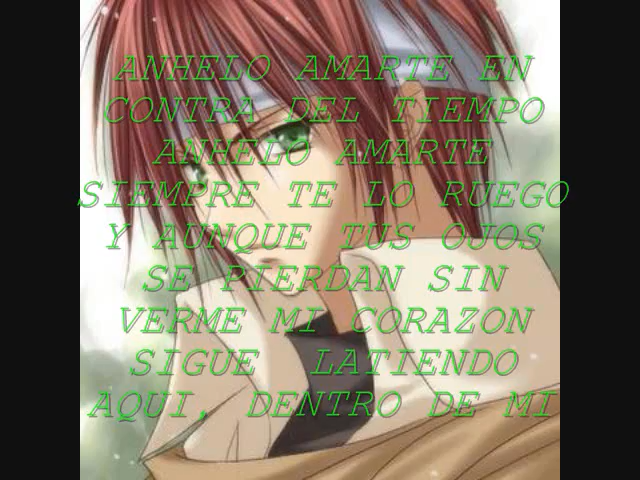 ANHELO AMARTE EN
CONTRA DEL TIEMPO
ANHELO AMARTE
SIEMPRE TE LO RUEGO
Y AUNQUE TUS OJOS
SE PIERDAN SIN
VERME MI CORAZON
SIGUE LATIENDO
AQUI, DENTRO DE MI